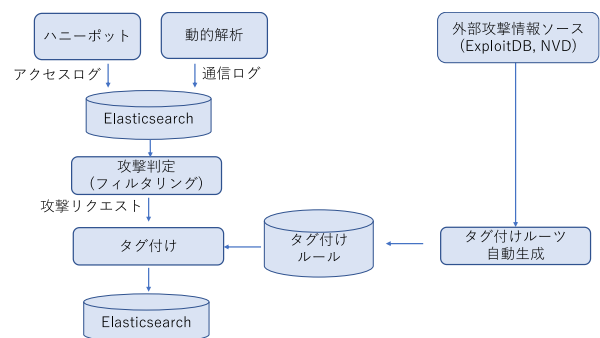 ハニーポット
動的解析
外部攻撃情報ソース
(ExploitDB, NVD)
アクセスログ
通信ログ
Elasticsearch
攻撃判定
(フィルタリング)
攻撃リクエスト
タグ付け
タグ付け
ルール
タグ付けルーツ
自動生成
Elasticsearch